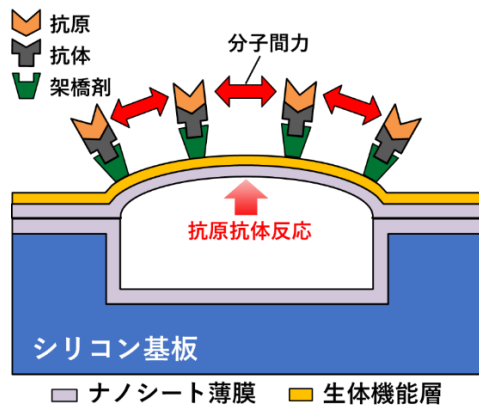 抗原
抗体
架橋剤
分子間力
抗原抗体反応
シリコン基板
ナノシート薄膜
生体機能層